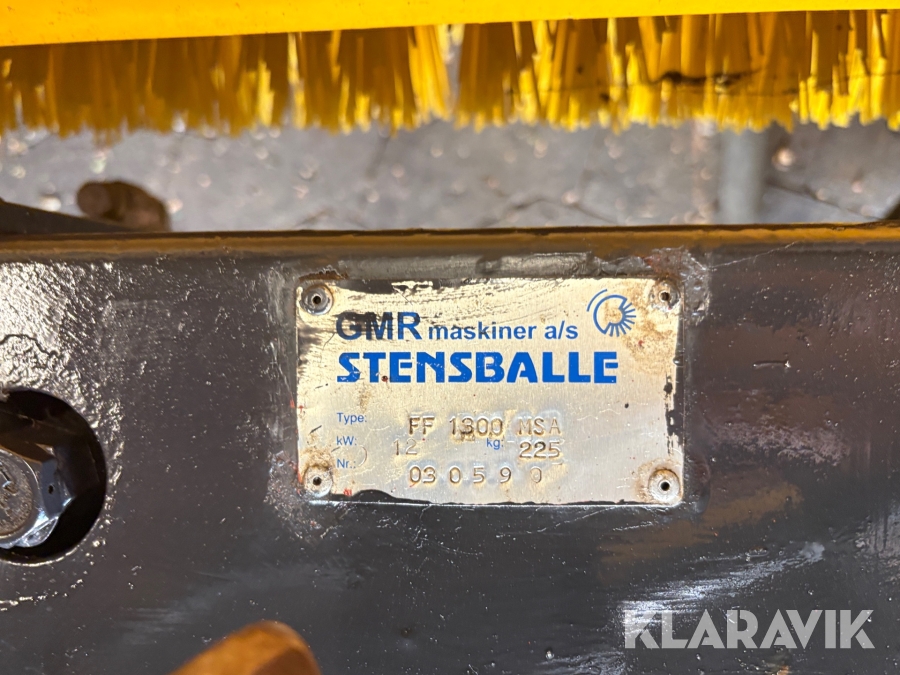 GMR maskiner a/s
STENSBALLE
Type: FF 1300 MSA
kW: 12 kg: 225
Nr.: 030590
KLARAVIK